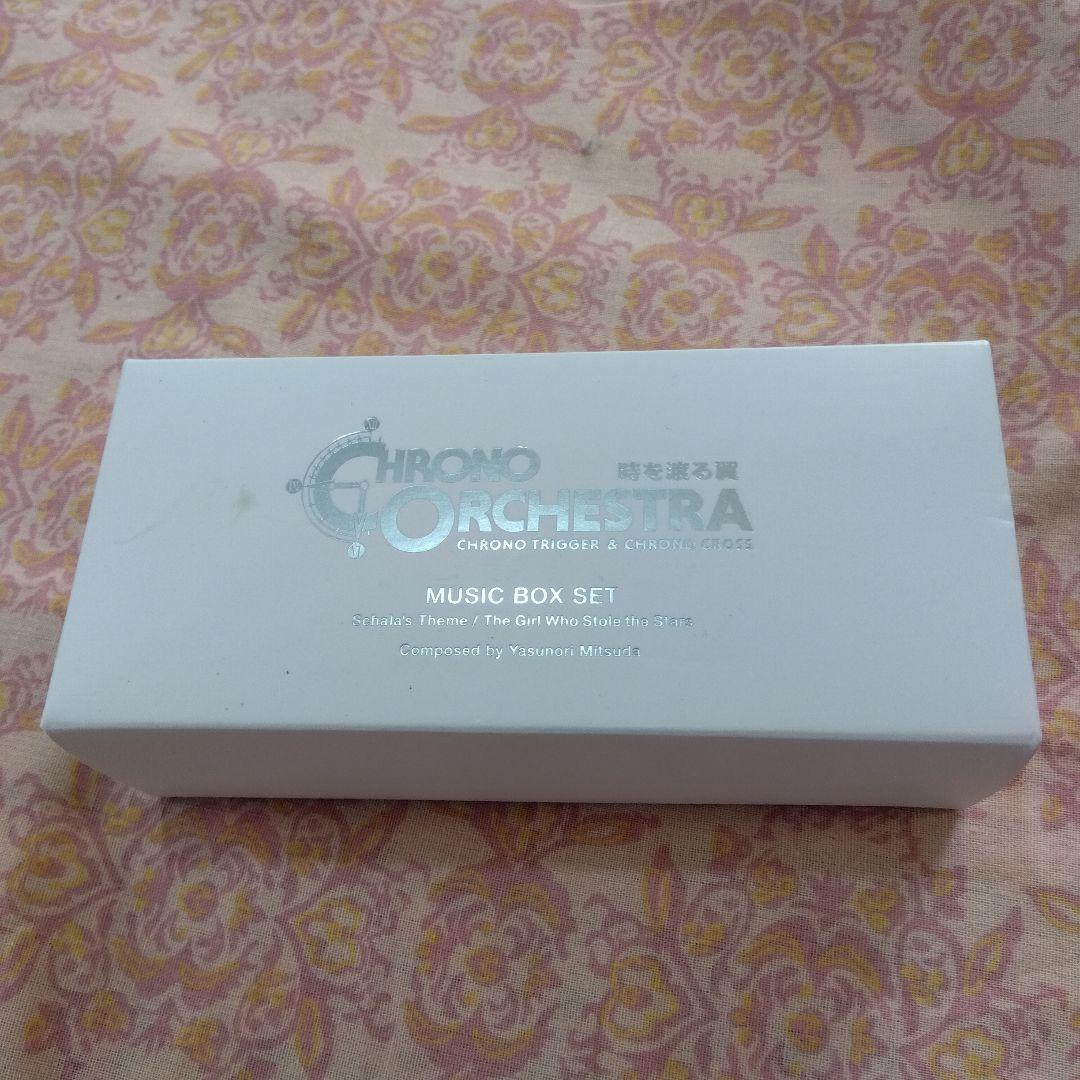 CHRONO
時を渡る翼
ORCHESTRA
CHRONO TRIGGER & CHRONO CROSS
MUSIC BOX SET
Schala's Theme / The Girl Who Stole the Stars
Composed by Yasunori Mitsuda